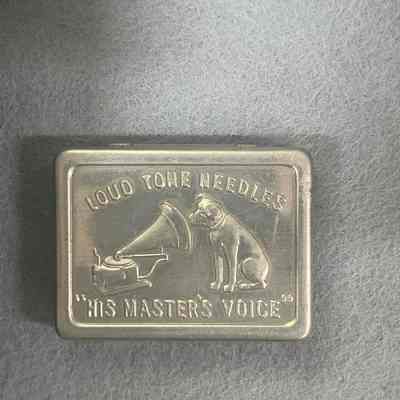 LOUD TONE NEEDLES
"HIS MASTER'S VOICE"